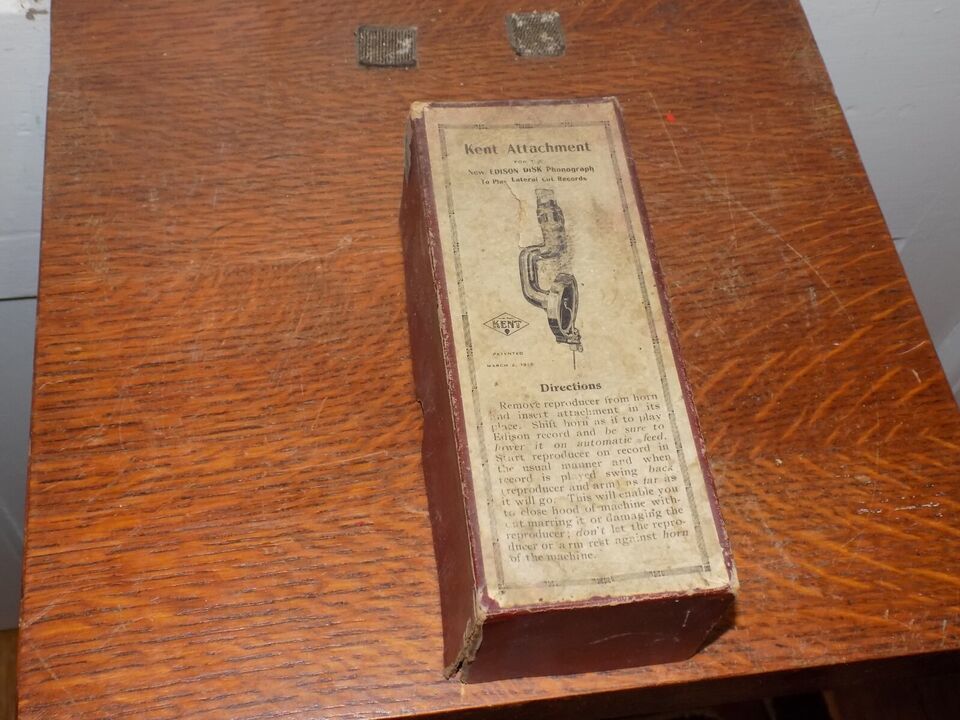 Kent Attachment
FOR THE
New EDISON DISK Phonograph
To Play Lateral Cut Records
KENT
PATENTED
MARCH 2, 1915
Directions
Remove reproducer from horn
and insert attachment in its
place. Shift horn as if to play
Edison record and be sure to
lower it on automatic feed.
Start reproducer on record in
the usual manner and when
record is played swing back
(reproducer and arm) as far as
it will go. This will enable you
to close hood of machine with-
out marring it or damaging the
reproducer; don't let the repro-
ducer or arm rest against horn
of the machine.